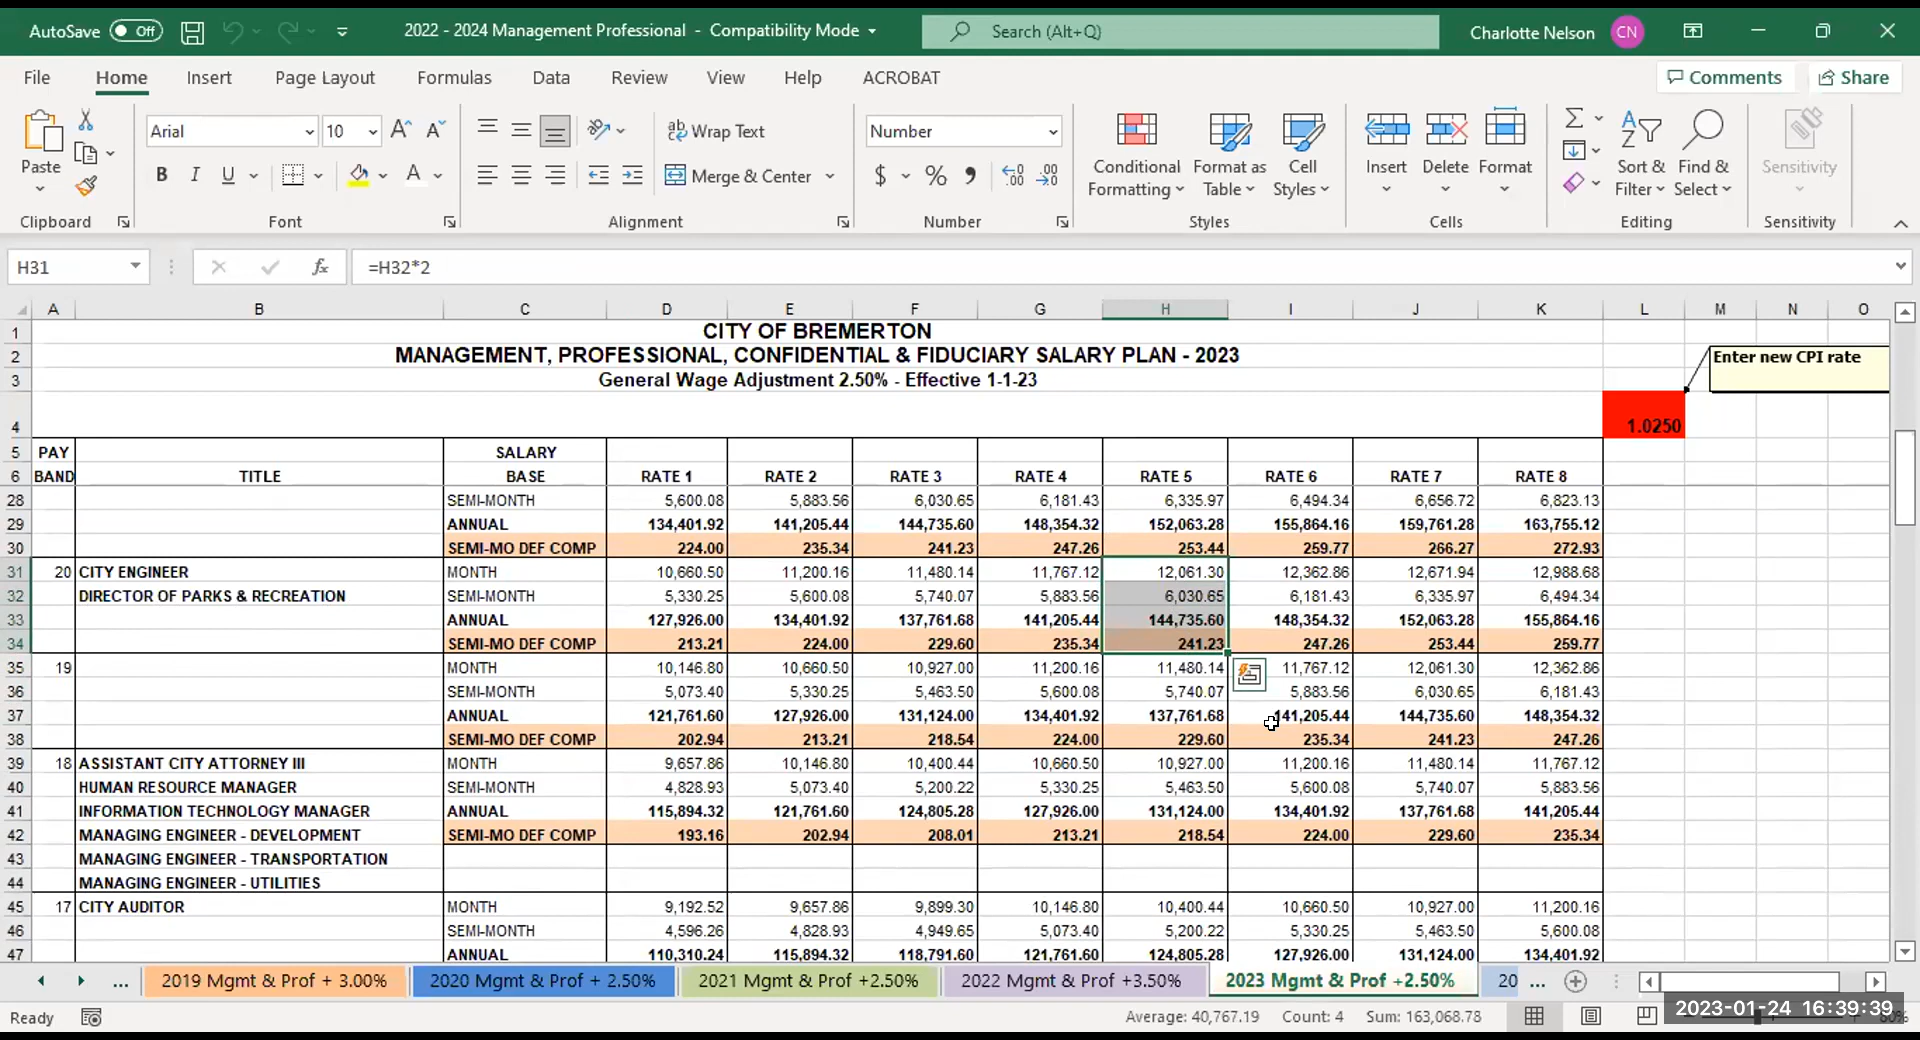 AutoSave Off 2022 - 2024 Management Professional - Compatibility Mode Search (Alt+Q) Charlotte Nelson CN
File Home Insert Page Layout Formulas Data Review View Help ACROBAT Comments Share
Arial 10 Wrap Text Number
Paste Conditional Formatting Format as Table Cell Styles Insert Delete Format Sort & Filter Find & Select Sensitivity
B I U A Merge & Center $ %
Clipboard Font Alignment Number Styles Cells Editing Sensitivity
H31 fx =H32*2
A B C D E F G H I J K L M N O
1 CITY OF BREMERTON
2 MANAGEMENT, PROFESSIONAL, CONFIDENTIAL & FIDUCIARY SALARY PLAN - 2023 Enter new CPI rate
3 General Wage Adjustment 2.50% - Effective 1-1-23
4 1.0250
5 PAY SALARY
6 BAND TITLE BASE RATE 1 RATE 2 RATE 3 RATE 4 RATE 5 RATE 6 RATE 7 RATE 8
28 SEMI-MONTH 5,600.08 5,883.56 6,030.65 6,181.43 6,335.97 6,494.34 6,656.72 6,823.13
29 ANNUAL 134,401.92 141,205.44 144,735.60 148,354.32 152,063.28 155,864.16 159,761.28 163,755.12
30 SEMI-MO DEF COMP 224.00 235.34 241.23 247.26 253.44 259.77 266.27 272.93
31 20 CITY ENGINEER MONTH 10,660.50 11,200.16 11,480.14 11,767.12 12,061.30 12,362.86 12,671.94 12,988.68
32 DIRECTOR OF PARKS & RECREATION SEMI-MONTH 5,330.25 5,600.08 5,740.07 5,883.56 6,030.65 6,181.43 6,335.97 6,494.34
33 ANNUAL 127,926.00 134,401.92 137,761.68 141,205.44 144,735.60 148,354.32 152,063.28 155,864.16
34 SEMI-MO DEF COMP 213.21 224.00 229.60 235.34 241.23 247.26 253.44 259.77
35 19 MONTH 10,146.80 10,660.50 10,927.00 11,200.16 11,480.14 11,767.12 12,061.30 12,362.86
36 SEMI-MONTH 5,073.40 5,330.25 5,463.50 5,600.08 5,740.07 5,883.56 6,030.65 6,181.43
37 ANNUAL 121,761.60 127,926.00 131,124.00 134,401.92 137,761.68 141,205.44 144,735.60 148,354.32
38 SEMI-MO DEF COMP 202.94 213.21 218.54 224.00 229.60 235.34 241.23 247.26
39 18 ASSISTANT CITY ATTORNEY III MONTH 9,657.86 10,146.80 10,400.44 10,660.50 10,927.00 11,200.16 11,480.14 11,767.12
40 HUMAN RESOURCE MANAGER SEMI-MONTH 4,828.93 5,073.40 5,200.22 5,330.25 5,463.50 5,600.08 5,740.07 5,883.56
41 INFORMATION TECHNOLOGY MANAGER ANNUAL 115,894.32 121,761.60 124,805.28 127,926.00 131,124.00 134,401.92 137,761.68 141,205.44
42 MANAGING ENGINEER - DEVELOPMENT SEMI-MO DEF COMP 193.16 202.94 208.01 213.21 218.54 224.00 229.60 235.34
43 MANAGING ENGINEER - TRANSPORTATION
44 MANAGING ENGINEER - UTILITIES
45 17 CITY AUDITOR MONTH 9,192.52 9,657.86 9,899.30 10,146.80 10,400.44 10,660.50 10,927.00 11,200.16
46 SEMI-MONTH 4,596.26 4,828.93 4,949.65 5,073.40 5,200.22 5,330.25 5,463.50 5,600.08
47 ANNUAL 110,310.24 115,894.32 118,791.60 121,761.60 124,805.28 127,926.00 131,124.00 134,401.92
... 2019 Mgmt & Prof + 3.00% 2020 Mgmt & Prof + 2.50% 2021 Mgmt & Prof +2.50% 2022 Mgmt & Prof +3.50% 2023 Mgmt & Prof +2.50% 20 ...
Ready Average: 40,767.19 Count: 4 Sum: 163,068.78
2023-01-24 16:39:39